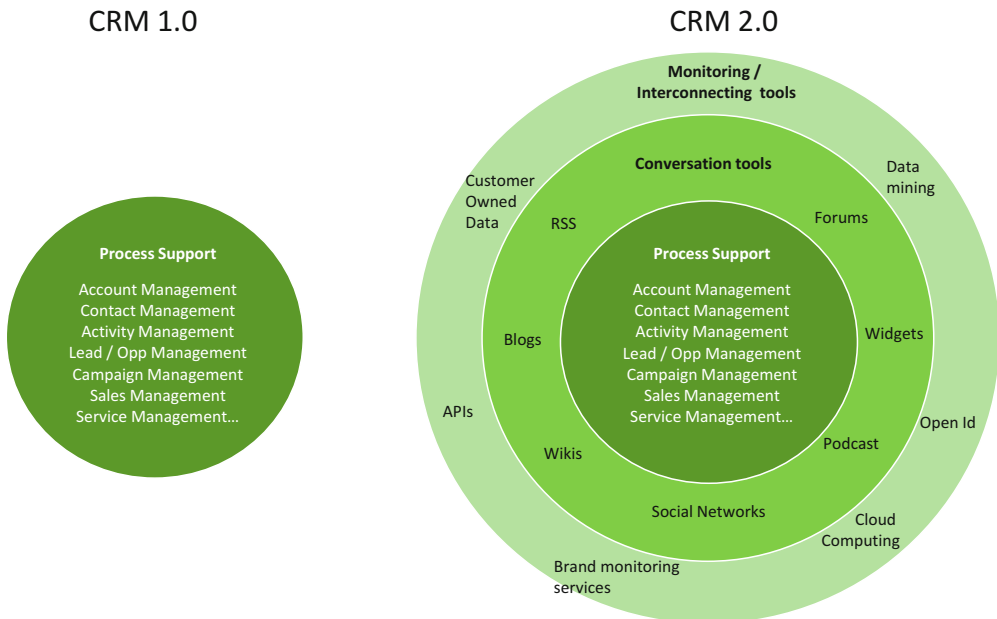 CRM 1.0
Process Support
Account Management
Contact Management
Activity Management
Lead / Opp Management
Campaign Management
Sales Management
Service Management…
CRM 2.0
Monitoring /
Interconnecting tools
Conversation tools
Customer
Owned
Data
Data
mining
RSS
Forums
Process Support
Account Management
Contact Management
Activity Management
Lead / Opp Management
Campaign Management
Sales Management
Service Management…
Blogs
Widgets
APIs
Open Id
Wikis
Podcast
Social Networks
Cloud
Computing
Brand monitoring
services